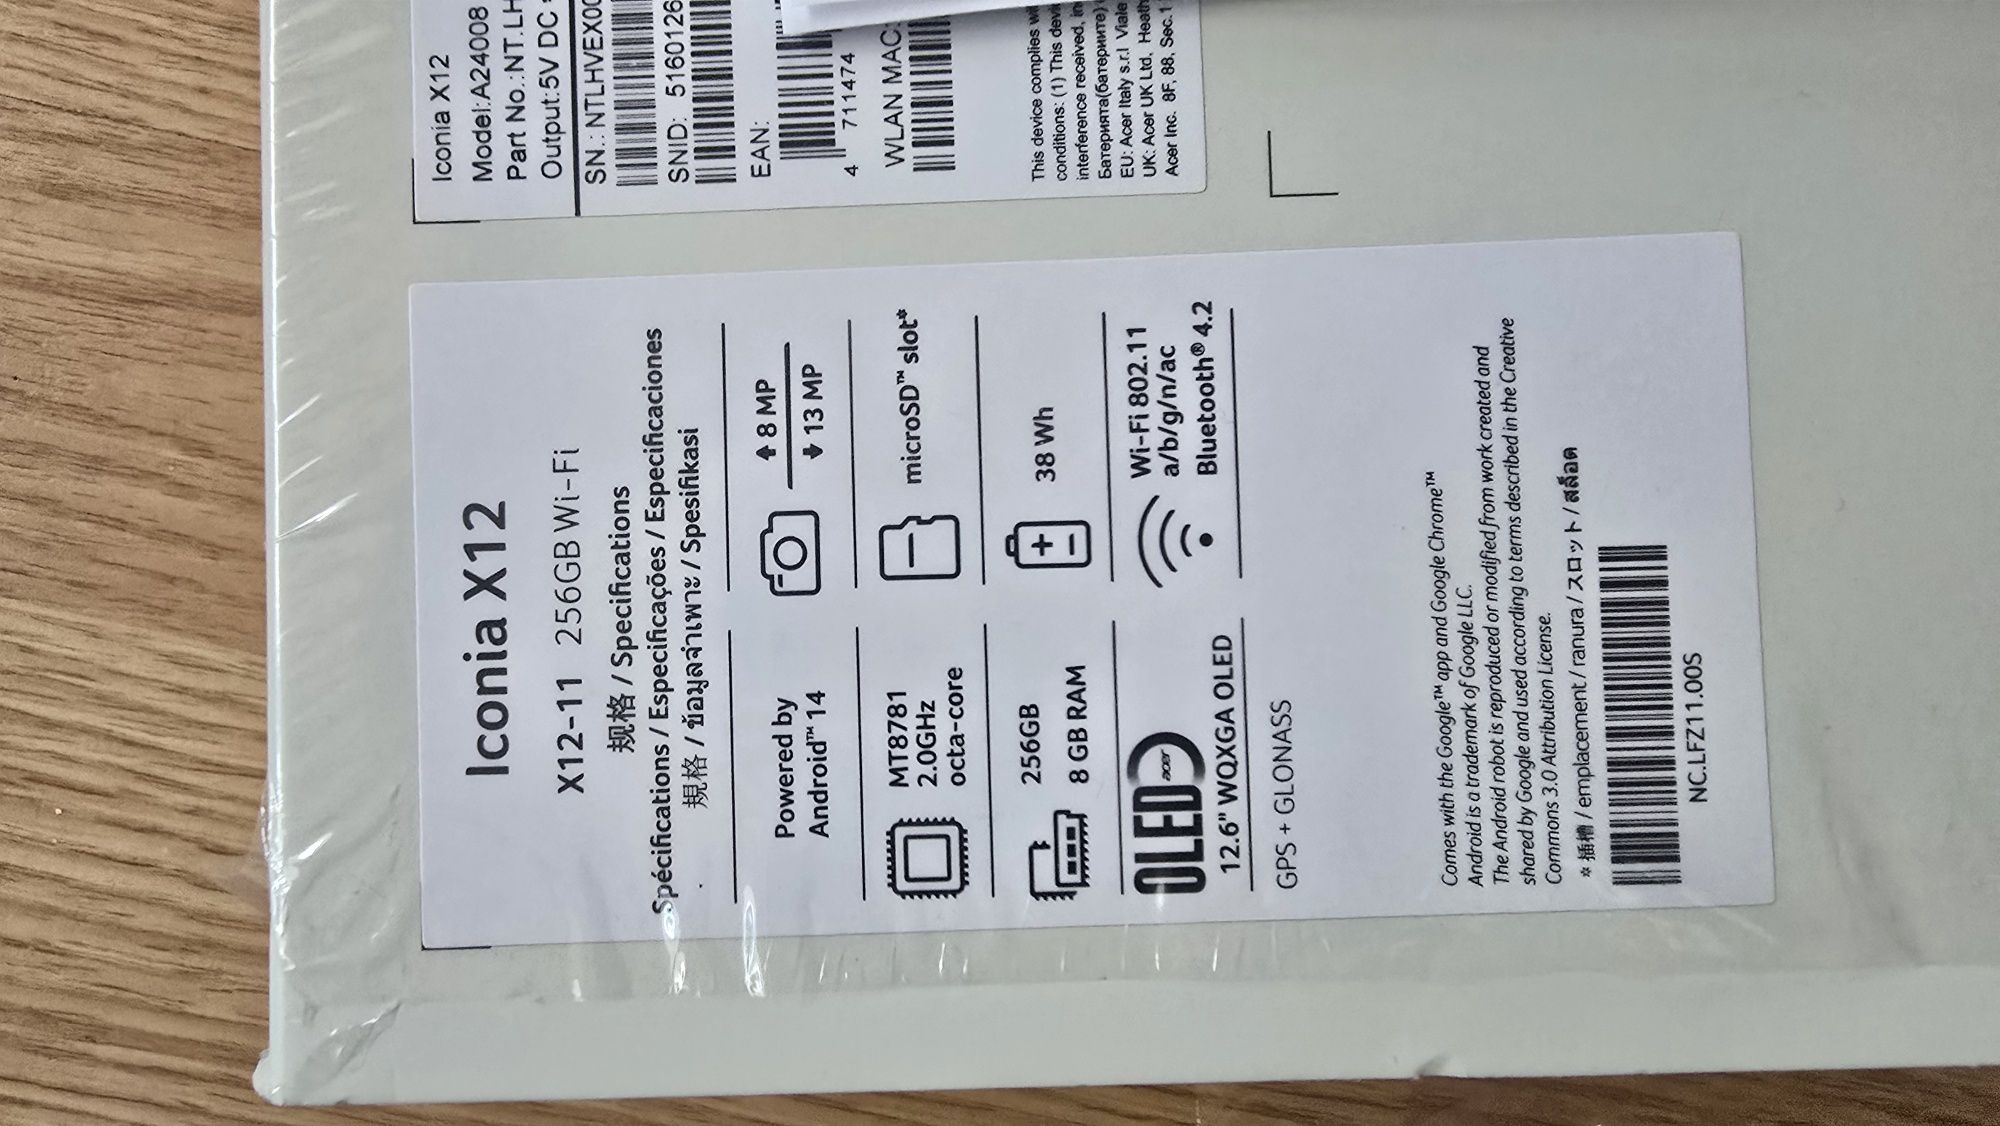 Iconia X12
Model:A24008
Part No.:NT.LH
Output:5V DC
SN.: NTLHVEX00
SNID: 5160126
EAN:
4 711474
WLAN MAC:
This device complies
conditions: (1) This
interference received,
Батерията(батериите)
EU: Acer Italy s.r.l Viale
UK: Acer UK Ltd, Heath
Acer Inc. 8F, 88, Sec.1
Iconia X12
X12-11 256GB Wi-Fi
规格 / Specifications
Spécifications / Especificações / Especificaciones
規格 / ข้อมูลจำเพาะ / Spesifikasi
Powered by
Android™ 14
8 MP
13 MP
MT8781
2.0GHz
octa-core
microSD™ slot*
256GB
8 GB RAM
38 Wh
OLED
acer
12.6" WQXGA OLED
Wi-Fi 802.11
a/b/g/n/ac
Bluetooth® 4.2
GPS + GLONASS
Comes with the Google™ app and Google Chrome™
Android is a trademark of Google LLC.
The Android robot is reproduced or modified from work created and
shared by Google and used according to terms described in the Creative
Commons 3.0 Attribution License.
* 插槽 / emplacement / ranura / スロット / สล็อต
NC.LFZ11.00S